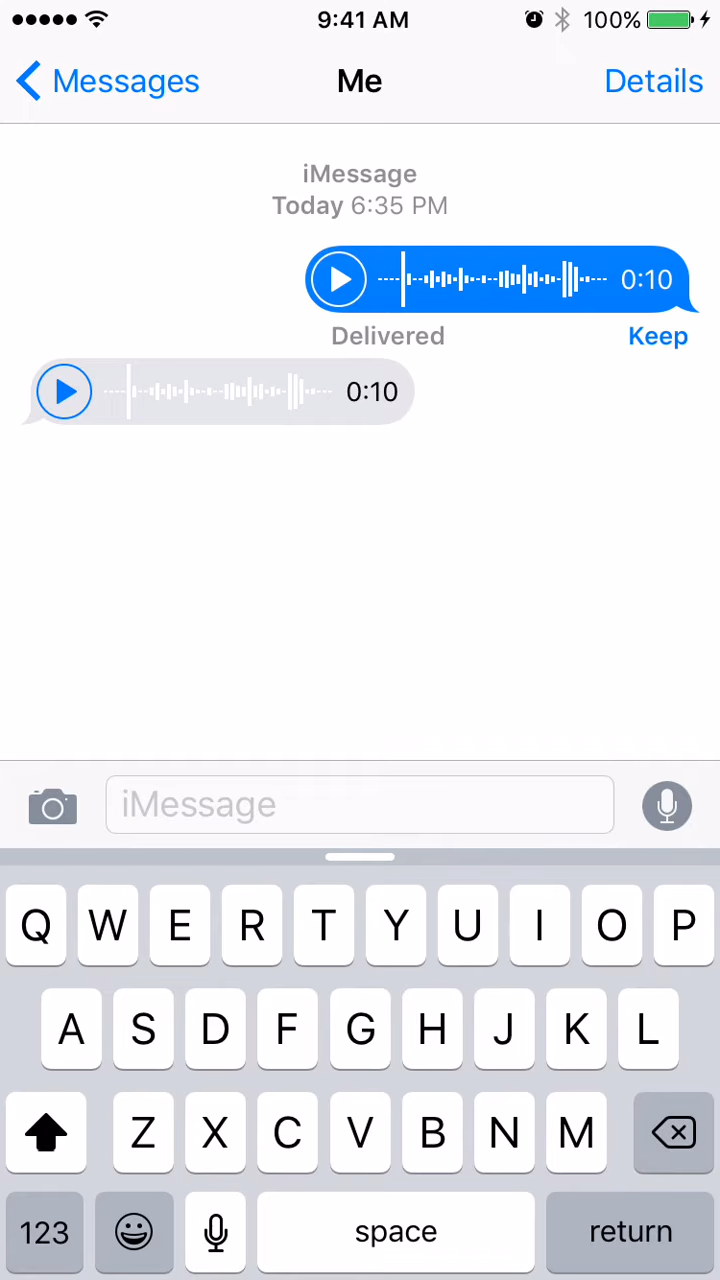 9:41 AM 100%
Messages Me Details
iMessage
Today 6:35 PM
0:10
Delivered Keep
0:10
iMessage
Q W E R T Y U I O P
A S D F G H J K L
Z X C V B N M
123 space return